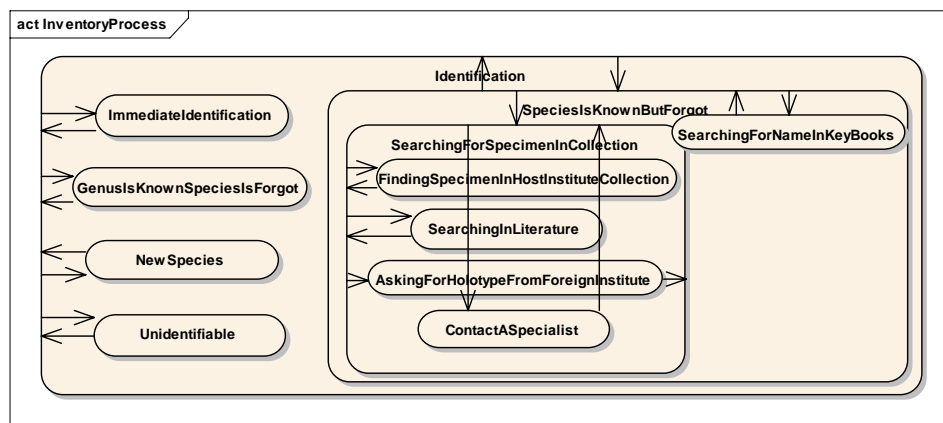 act InventoryProcess
Identification
ImmediateIdentification
SpeciesIsKnownButForgot
SearchingForNameInKeyBooks
SearchingForSpecimenInCollection
GenusIsKnownSpeciesIsForgot
FindingSpecimenInHostInstituteCollection
SearchingInLiterature
NewSpecies
AskingForHolotypeFromForeignInstitute
Unidentifiable
ContactASpecialist